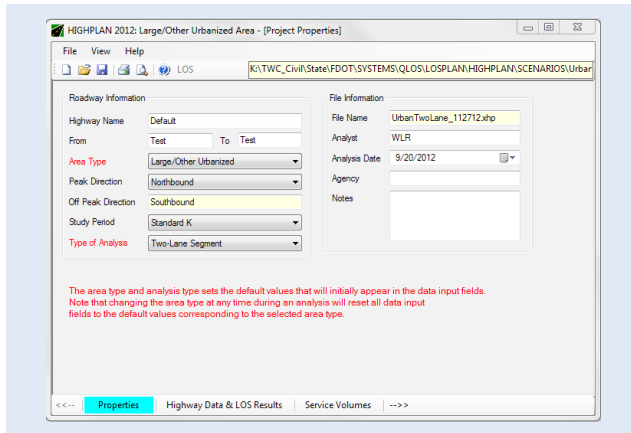 HIGHPLAN 2012: Large/Other Urbanized Area - [Project Properties]
File View Help
LOS
K:\TWC_Civil\State\FDOT\SYSTEMS\QLOS\LOSPLAN\HIGHPLAN\SCENARIOS\Urban
Roadway Information
Highway Name Default
From Test To Test
Area Type Large/Other Urbanized
Peak Direction Northbound
Off Peak Direction Southbound
Study Period Standard K
Type of Analysis Two-Lane Segment
File Information
File Name UrbanTwoLane_112712.xhp
Analyst WLR
Analysis Date 9/20/2012
Agency
Notes
The area type and analysis type sets the default values that will initially appear in the data input fields.
Note that changing the area type at any time during an analysis will reset all data input
fields to the default values corresponding to the selected area type.
<<-- Properties Highway Data & LOS Results Service Volumes -->>